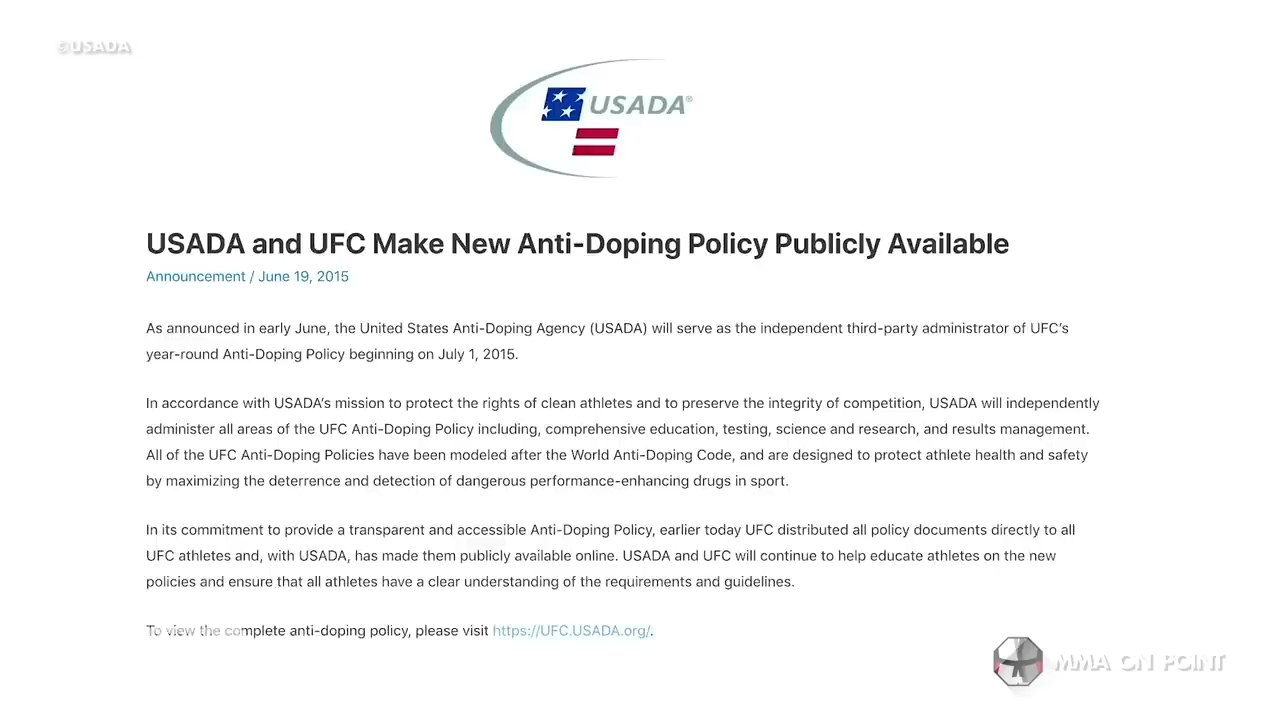 ©USADA
USADA®
USADA and UFC Make New Anti-Doping Policy Publicly Available
Announcement / June 19, 2015
As announced in early June, the United States Anti-Doping Agency (USADA) will serve as the independent third-party administrator of UFC’s
year-round Anti-Doping Policy beginning on July 1, 2015.
In accordance with USADA’s mission to protect the rights of clean athletes and to preserve the integrity of competition, USADA will independently
administer all areas of the UFC Anti-Doping Policy including, comprehensive education, testing, science and research, and results management.
All of the UFC Anti-Doping Policies have been modeled after the World Anti-Doping Code, and are designed to protect athlete health and safety
by maximizing the deterrence and detection of dangerous performance-enhancing drugs in sport.
In its commitment to provide a transparent and accessible Anti-Doping Policy, earlier today UFC distributed all policy documents directly to all
UFC athletes and, with USADA, has made them publicly available online. USADA and UFC will continue to help educate athletes on the new
policies and ensure that all athletes have a clear understanding of the requirements and guidelines.
To view the complete anti-doping policy, please visit https://UFC.USADA.org/.
MMA ON POINT